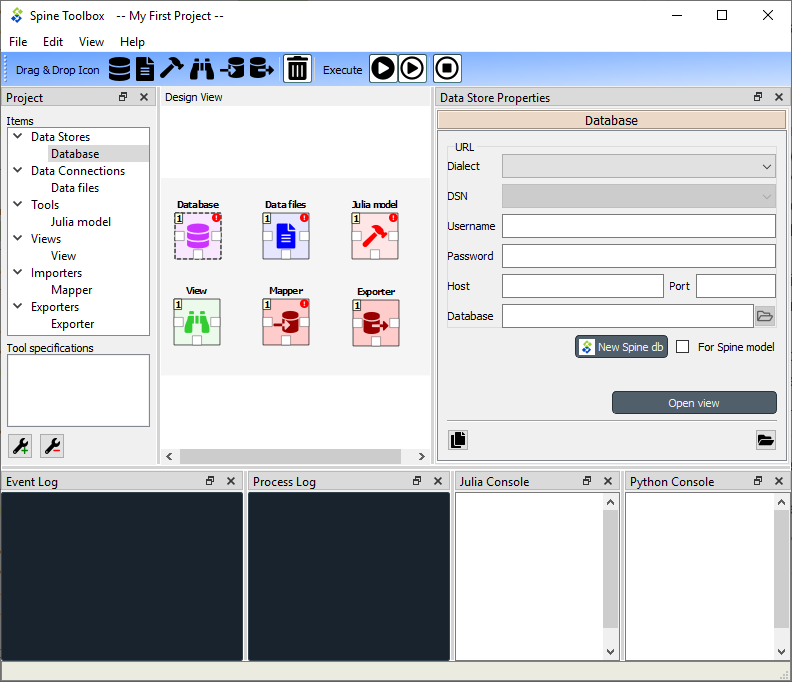 Spine Toolbox -- My First Project --
File Edit View Help
Drag & Drop Icon Execute
Project
Items
Data Stores
Database
Data Connections
Data files
Tools
Julia model
Views
View
Importers
Mapper
Exporters
Exporter
Tool specifications
Design View
Database Data files Julia model
1 ! 1 ! 1 !
View Mapper Exporter
1 1 ! 1
Data Store Properties
Database
URL
Dialect
DSN
Username
Password
Host Port
Database
New Spine db For Spine model
Open view
Event Log
Process Log
Julia Console
Python Console